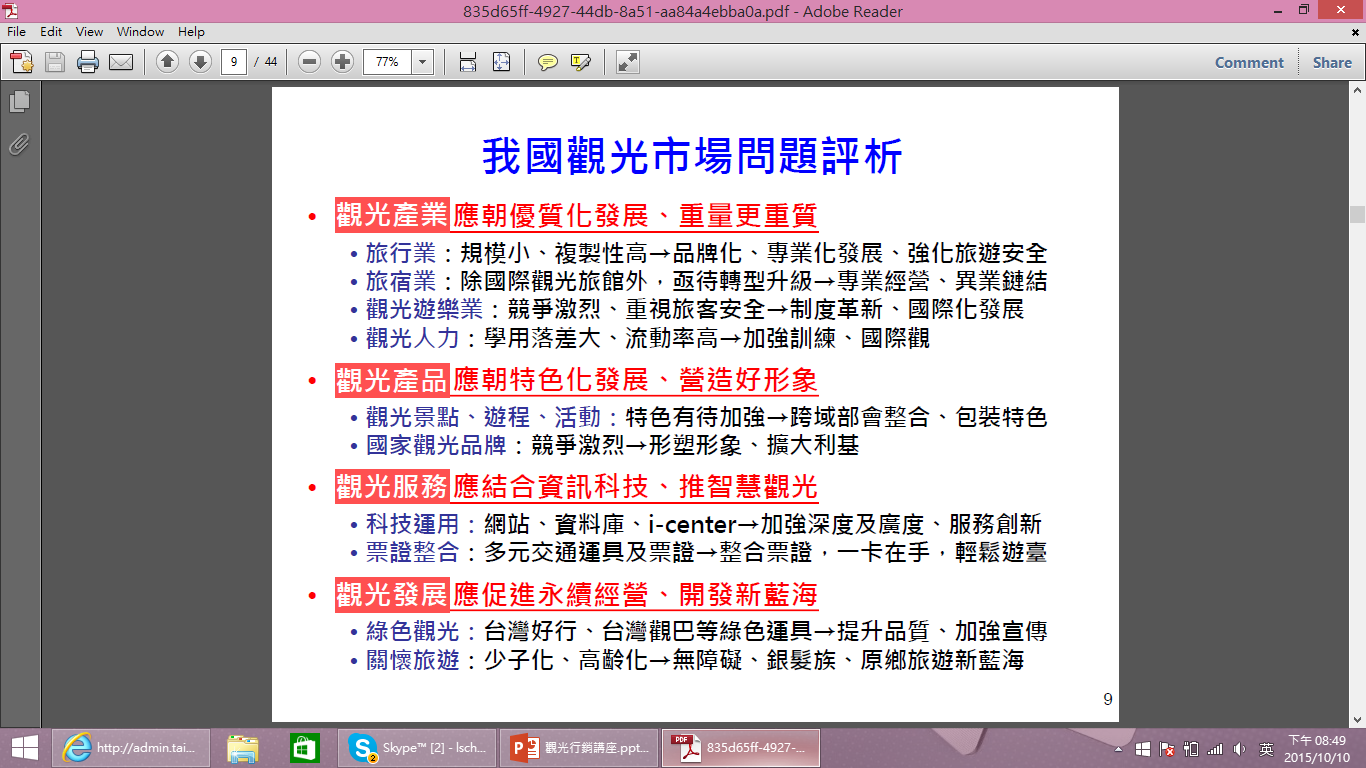 835d65ff-4927-44db-8a51-aa84a4ebba0a.pdf - Adobe Reader
File Edit View Window Help
9 / 44 77% Comment Share
我國觀光市場問題評析
• 觀光產業 應朝優質化發展、重量更重質
• 旅行業：規模小、複製性高→品牌化、專業化發展、強化旅遊安全
• 旅宿業：除國際觀光旅館外，亟待轉型升級→專業經營、異業鏈結
• 觀光遊樂業：競爭激烈、重視旅客安全→制度革新、國際化發展
• 觀光人力：學用落差大、流動率高→加強訓練、國際觀
• 觀光產品 應朝特色化發展、營造好形象
• 觀光景點、遊程、活動：特色有待加強→跨域部會整合、包裝特色
• 國家觀光品牌：競爭激烈→形塑形象、擴大利基
• 觀光服務 應結合資訊科技、推智慧觀光
• 科技運用：網站、資料庫、i-center→加強深度及廣度、服務創新
• 票證整合：多元交通運具及票證→整合票證，一卡在手，輕鬆遊臺
• 觀光發展 應促進永續經營、開發新藍海
• 綠色觀光：台灣好行、台灣觀巴等綠色運具→提升品質、加強宣傳
• 關懷旅遊：少子化、高齡化→無障礙、銀髮族、原鄉旅遊新藍海
9
http://admin.tai... Skype™ [2] - lsch... 觀光行銷講座.ppt... 835d65ff-4927-... 英 下午 08:49
2015/10/10